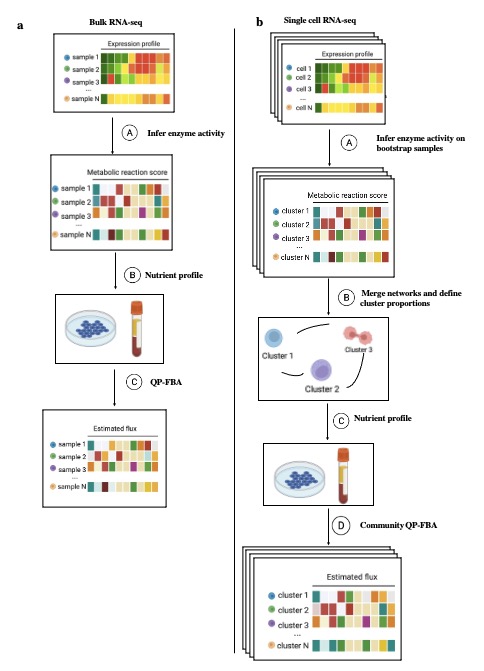 a
Bulk RNA-seq
Expression profile
sample 1
sample 2
sample 3
...
sample N
A
Infer enzyme activity
Metabolic reaction score
sample 1
sample 2
sample 3
...
sample N
B
Nutrient profile
C
QP-FBA
Estimated flux
sample 1
sample 2
sample 3
...
sample N
b
Single cell RNA-seq
Expression profile
cell 1
cell 2
cell 3
...
cell N
A
Infer enzyme activity on
bootstrap samples
Metabolic reaction score
cluster 1
cluster 2
cluster 3
...
cluster N
B
Merge networks and define
cluster proportions
Cluster 1
Cluster 3
Cluster 2
C
Nutrient profile
D
Community QP-FBA
Estimated flux
cluster 1
cluster 2
cluster 3
...
cluster N